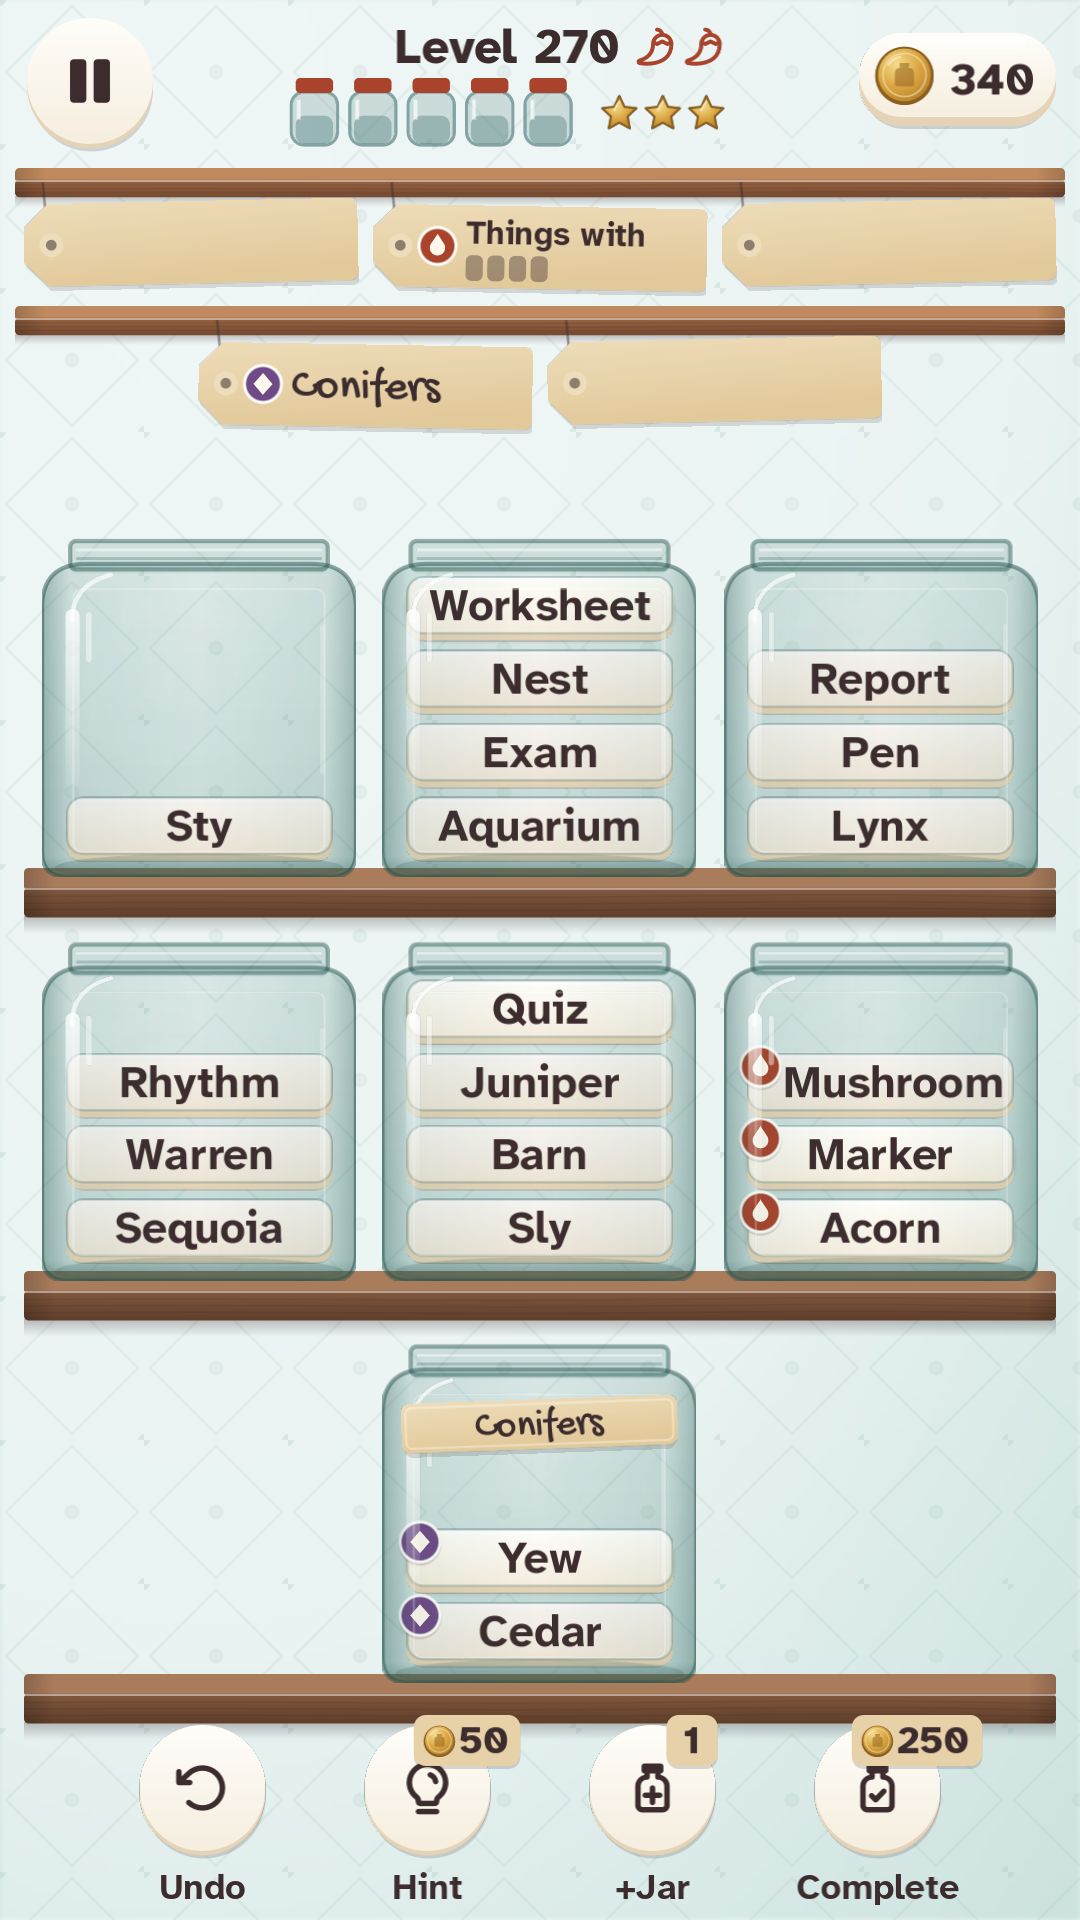 Level 270
340
Things with
Conifers
Sty
Worksheet
Nest
Exam
Aquarium
Report
Pen
Lynx
Rhythm
Warren
Sequoia
Quiz
Juniper
Barn
Sly
Mushroom
Marker
Acorn
Conifers
Yew
Cedar
50
1
250
Undo
Hint
+Jar
Complete